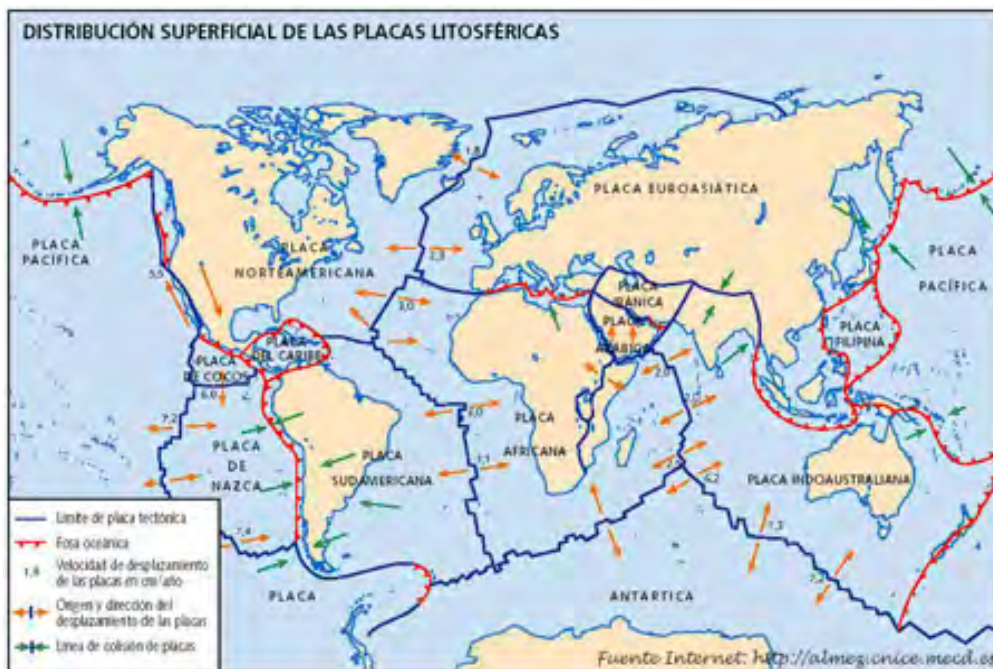 DISTRIBUCIÓN SUPERFICIAL DE LAS PLACAS LITOSFÉRICAS
1,8
PLACA EUROASIÁTICA
PLACA
PACÍFICA
PLACA
NORTEAMERICANA
2,3
5,5
3,0
PLACA
PACÍFICA
PLACA
IRÁNICA
PLACA
ARÁBIGA
PLACA
FILIPINA
PLACA
DEL CARIBE
PLACA
DE COCOS
6,0
7,2
PLACA
DE
NAZCA
PLACA
SUDAMERICANA
PLACA
AFRICANA
2,0
PLACA INDOAUSTRALIANA
7,3
PLACA
ANTÁRTICA
Límite de placa tectónica
Fosa oceánica
1,8
Velocidad de desplazamiento
de las placas en cm/año
Origen y dirección del
desplazamiento de las placas
Línea de colisión de placas
Fuente Internet: http://almez.cnice.mecd.es